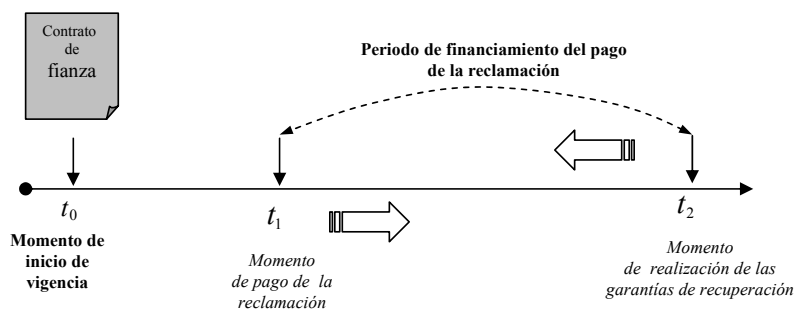 Contrato
de
fianza
Periodo de financiamiento del pago
de la reclamación
t0
t1
t2
Momento de
inicio de
vigencia
Momento
de pago de la
reclamación
Momento
de realización de las
garantías de recuperación